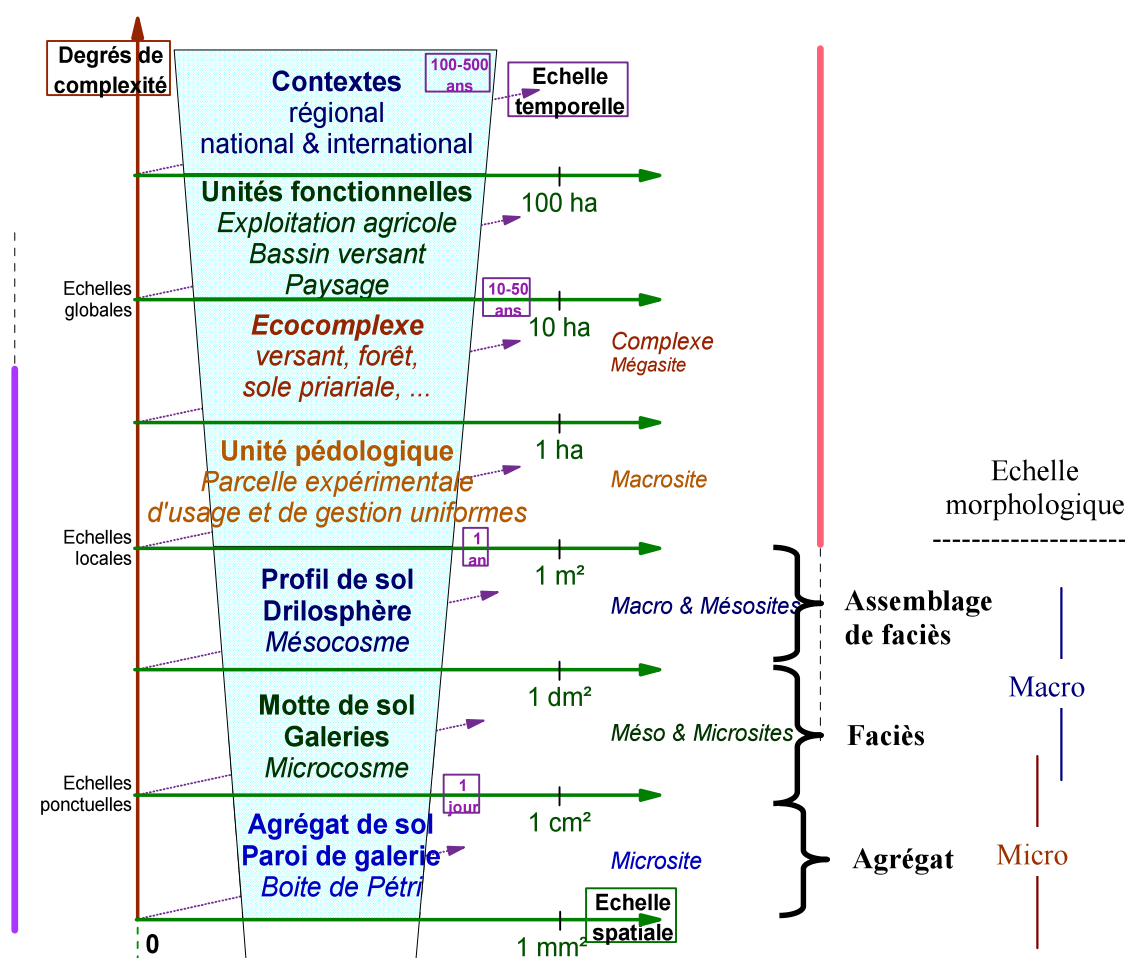 Degrés de
complexité
100-500
ans
Echelle
temporelle
Contextes
régional
national & international
100 ha
Unités fonctionnelles
Exploitation agricole
Bassin versant
Paysage
Echelles
globales
10-50
ans
10 ha
Ecocomplexe
versant, forêt,
sole priariale, ...
Complexe
Mégasite
1 ha
Unité pédologique
Parcelle expérimentale
d'usage et de gestion uniformes
Macrosite
Echelle
morphologique
Echelles
locales
1
an
1 m²
Profil de sol
Drilosphère
Mésocosme
Macro & Mésosites
Assemblage
de faciès
Macro
1 dm²
Motte de sol
Galeries
Microcosme
Méso & Microsites
Faciès
Echelles
ponctuelles
1
jour
1 cm²
Agrégat de sol
Paroi de galerie
Boite de Pétri
Microsite
Agrégat
Micro
Echelle
spatiale
0
1 mm²